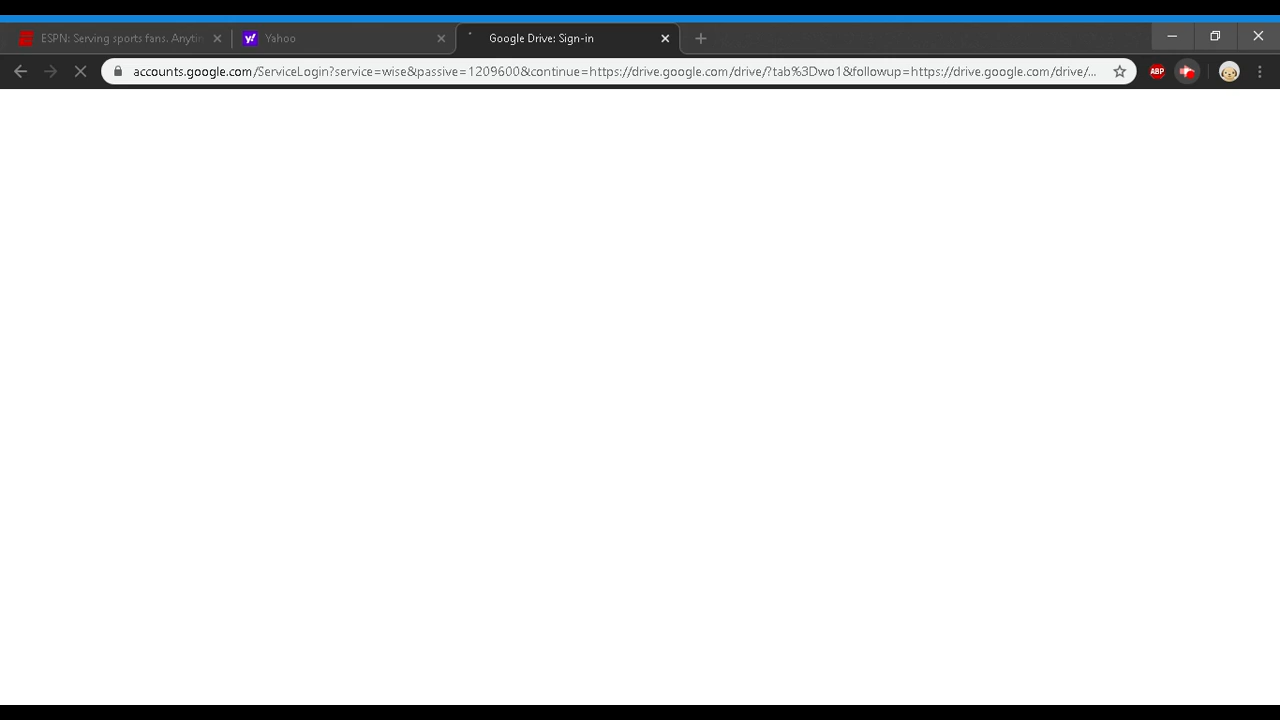 ESPN: Serving sports fans. Anytin
Yahoo
Google Drive: Sign-in
accounts.google.com/ServiceLogin?service=wise&passive=1209600&continue=https://drive.google.com/drive/?tab%3Dwo1&followup=https://drive.google.com/drive/...
ABP